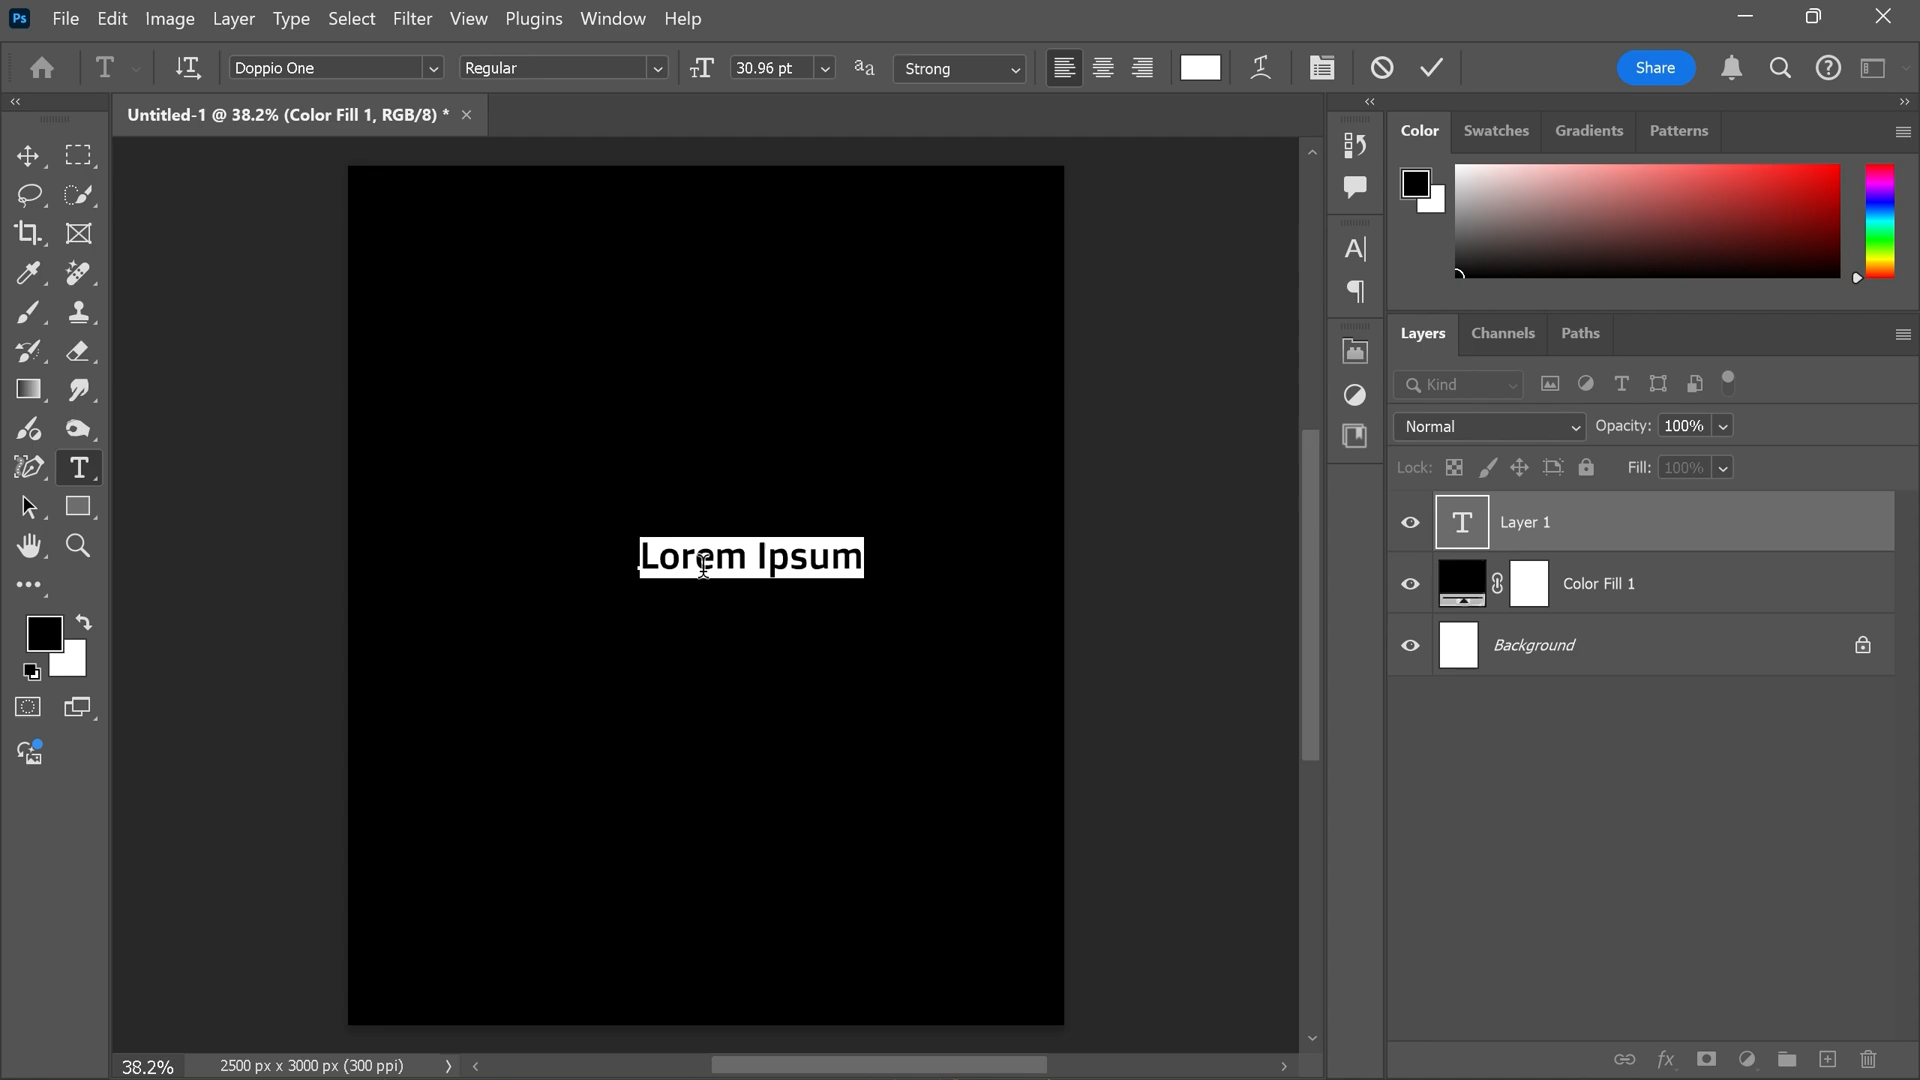 Ps File Edit Image Layer Type Select Filter View Plugins Window Help
Doppio One Regular 30.96 pt aa Strong Share
Untitled-1 @ 38.2% (Color Fill 1, RGB/8) *
Color Swatches Gradients Patterns
Layers Channels Paths
Kind
Normal Opacity: 100%
Lock: Fill: 100%
Lorem Ipsum
Layer 1
Color Fill 1
Background
38.2% 2500 px x 3000 px (300 ppi)